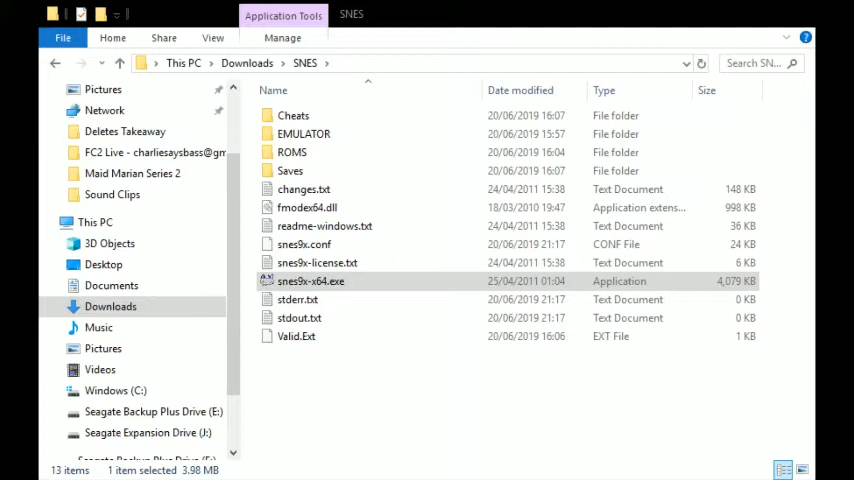 Application Tools SNES
File Home Share View Manage
This PC > Downloads > SNES > Search SN...
Name Date modified Type Size
Pictures
Network
Deletes Takeaway
FC2 Live - charliesaysbass@gm
Maid Marian Series 2
Sound Clips
This PC
3D Objects
Desktop
Documents
Downloads
Music
Pictures
Videos
Windows (C:)
Seagate Backup Plus Drive (E:)
Seagate Expansion Drive (J:)
Seagate Backup Plus Drive (E:)
Cheats 20/06/2019 16:07 File folder
EMULATOR 20/06/2019 15:57 File folder
ROMS 20/06/2019 16:04 File folder
Saves 20/06/2019 16:07 File folder
changes.txt 24/04/2011 15:38 Text Document 148 KB
fmodex64.dll 18/03/2010 19:47 Application extens... 998 KB
readme-windows.txt 24/04/2011 15:38 Text Document 36 KB
snes9x.conf 20/06/2019 21:17 CONF File 24 KB
snes9x-license.txt 24/04/2011 15:38 Text Document 6 KB
snes9x-x64.exe 25/04/2011 01:04 Application 4,079 KB
stderr.txt 20/06/2019 21:17 Text Document 0 KB
stdout.txt 20/06/2019 21:17 Text Document 0 KB
Valid.Ext 20/06/2019 16:06 EXT File 1 KB
13 items 1 item selected 3.98 MB